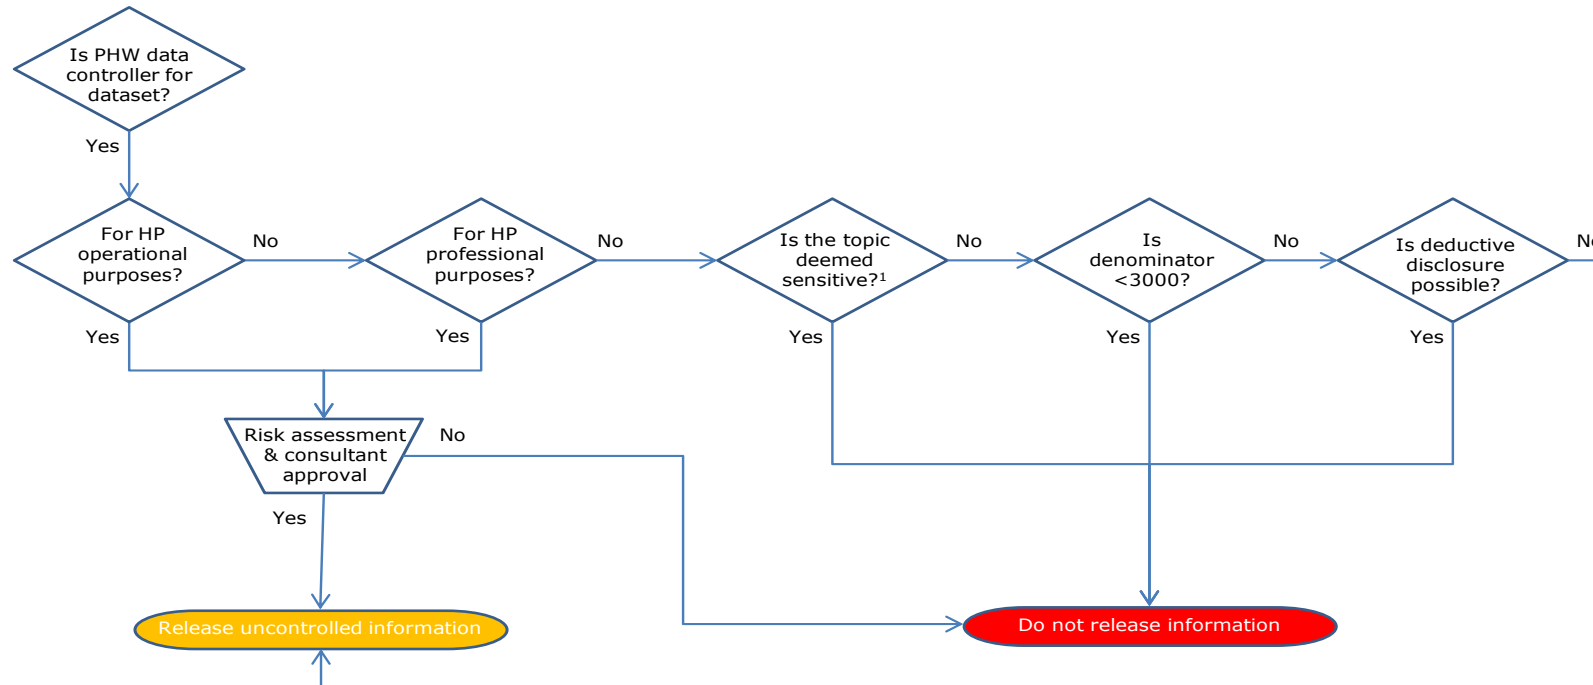 Is PHW data
controller for
dataset?
Yes
For HP
operational
purposes?
No
For HP
professional
purposes?
No
Is the topic
deemed
sensitive?¹
No
Is
denominator
<3000?
No
Is deductive
disclosure
possible?
No
Yes
Yes
Yes
Yes
Yes
Risk assessment
& consultant
approval
No
Yes
Release uncontrolled information
Do not release information